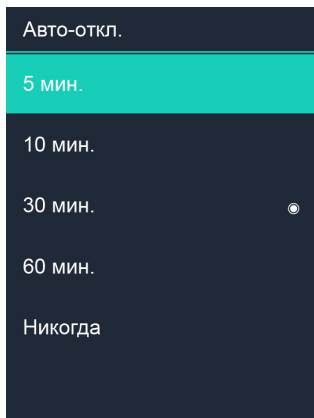 Авто-откл.
5 мин.
10 мин.
30 мин.
60 мин.
Никогда